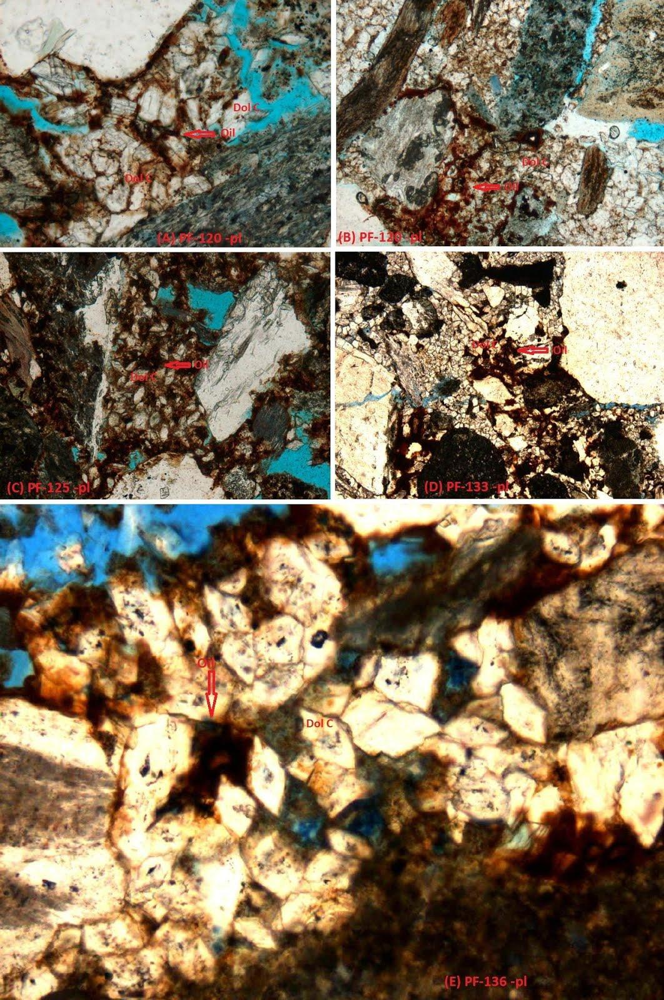 Dol C
Oil
Dol C
(A) PF-120 -pl
Dol C
Oil
(B) PF-120 -pl
Oil
Dol C
(C) PF-125 -pl
Dol C
Oil
(D) PF-133 -pl
Oil
Dol C
(E) PF-136 -pl